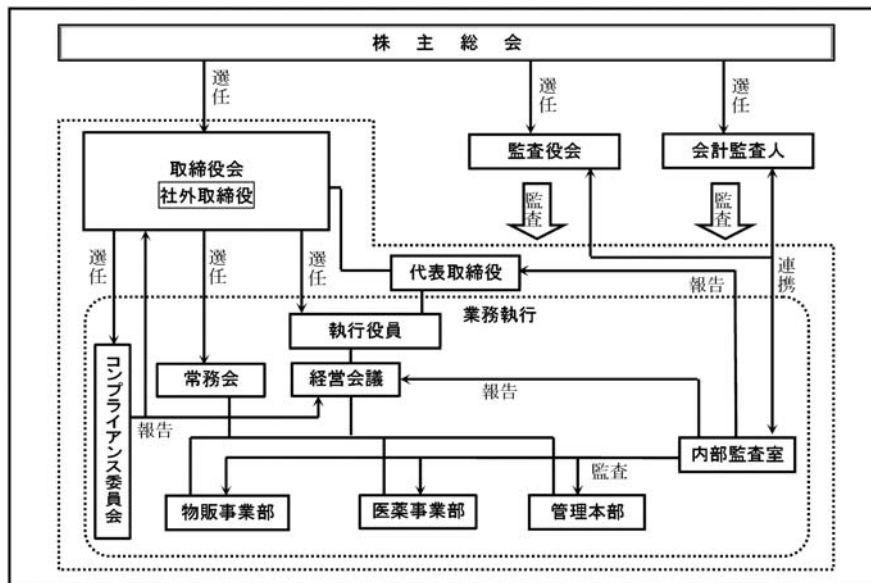 株主総会
選任
選任
選任
取締役会
社外取締役
監査役会
会計監査人
監査
監査
選任
選任
選任
代表取締役
報告
連携
業務執行
執行役員
コンプライアンス委員会
常務会
経営会議
報告
報告
内部監査室
監査
物販事業部
医薬事業部
管理本部